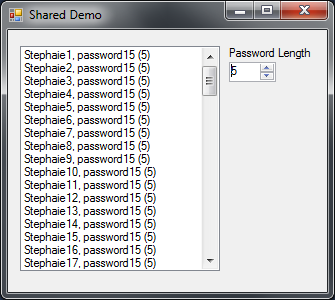 Shared Demo
Stephaie1, password15 (5)
Stephaie2, password15 (5)
Stephaie3, password15 (5)
Stephaie4, password15 (5)
Stephaie5, password15 (5)
Stephaie6, password15 (5)
Stephaie7, password15 (5)
Stephaie8, password15 (5)
Stephaie9, password15 (5)
Stephaie10, password15 (5)
Stephaie11, password15 (5)
Stephaie12, password15 (5)
Stephaie13, password15 (5)
Stephaie14, password15 (5)
Stephaie15, password15 (5)
Stephaie16, password15 (5)
Stephaie17, password15 (5)
Password Length
5